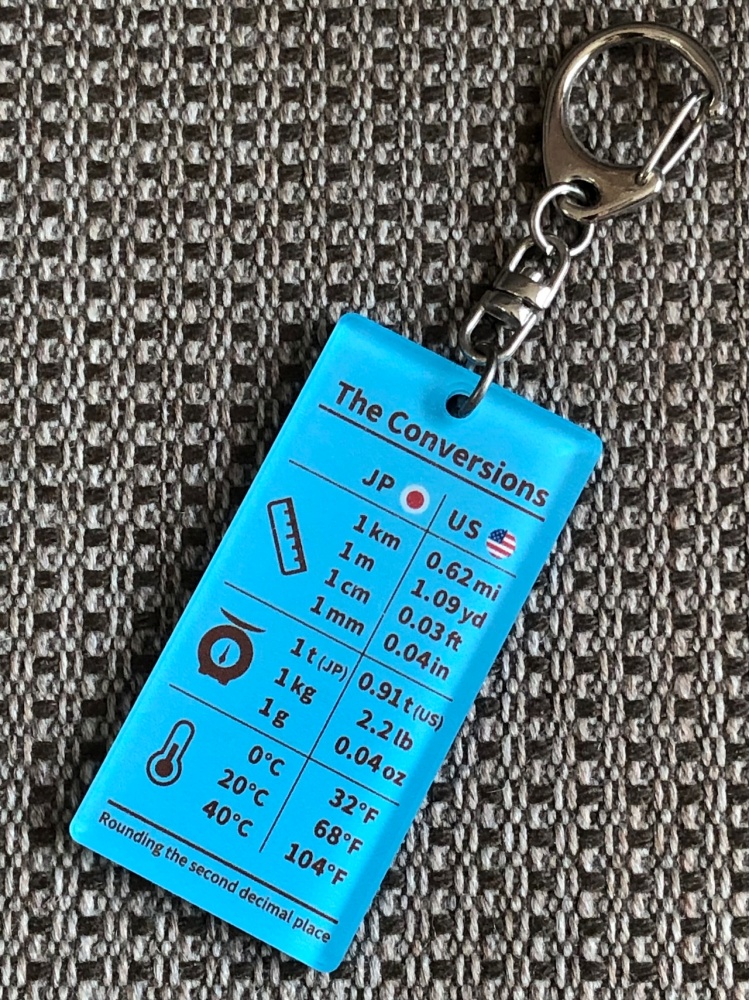 The Conversions
JP US
1km 0.62mi
1m 1.09yd
1cm 0.03ft
1mm 0.04in
1t(JP) 0.91t(US)
1kg 2.2lb
1g 0.04oz
0°C 32°F
20°C 68°F
40°C 104°F
Rounding the second decimal place